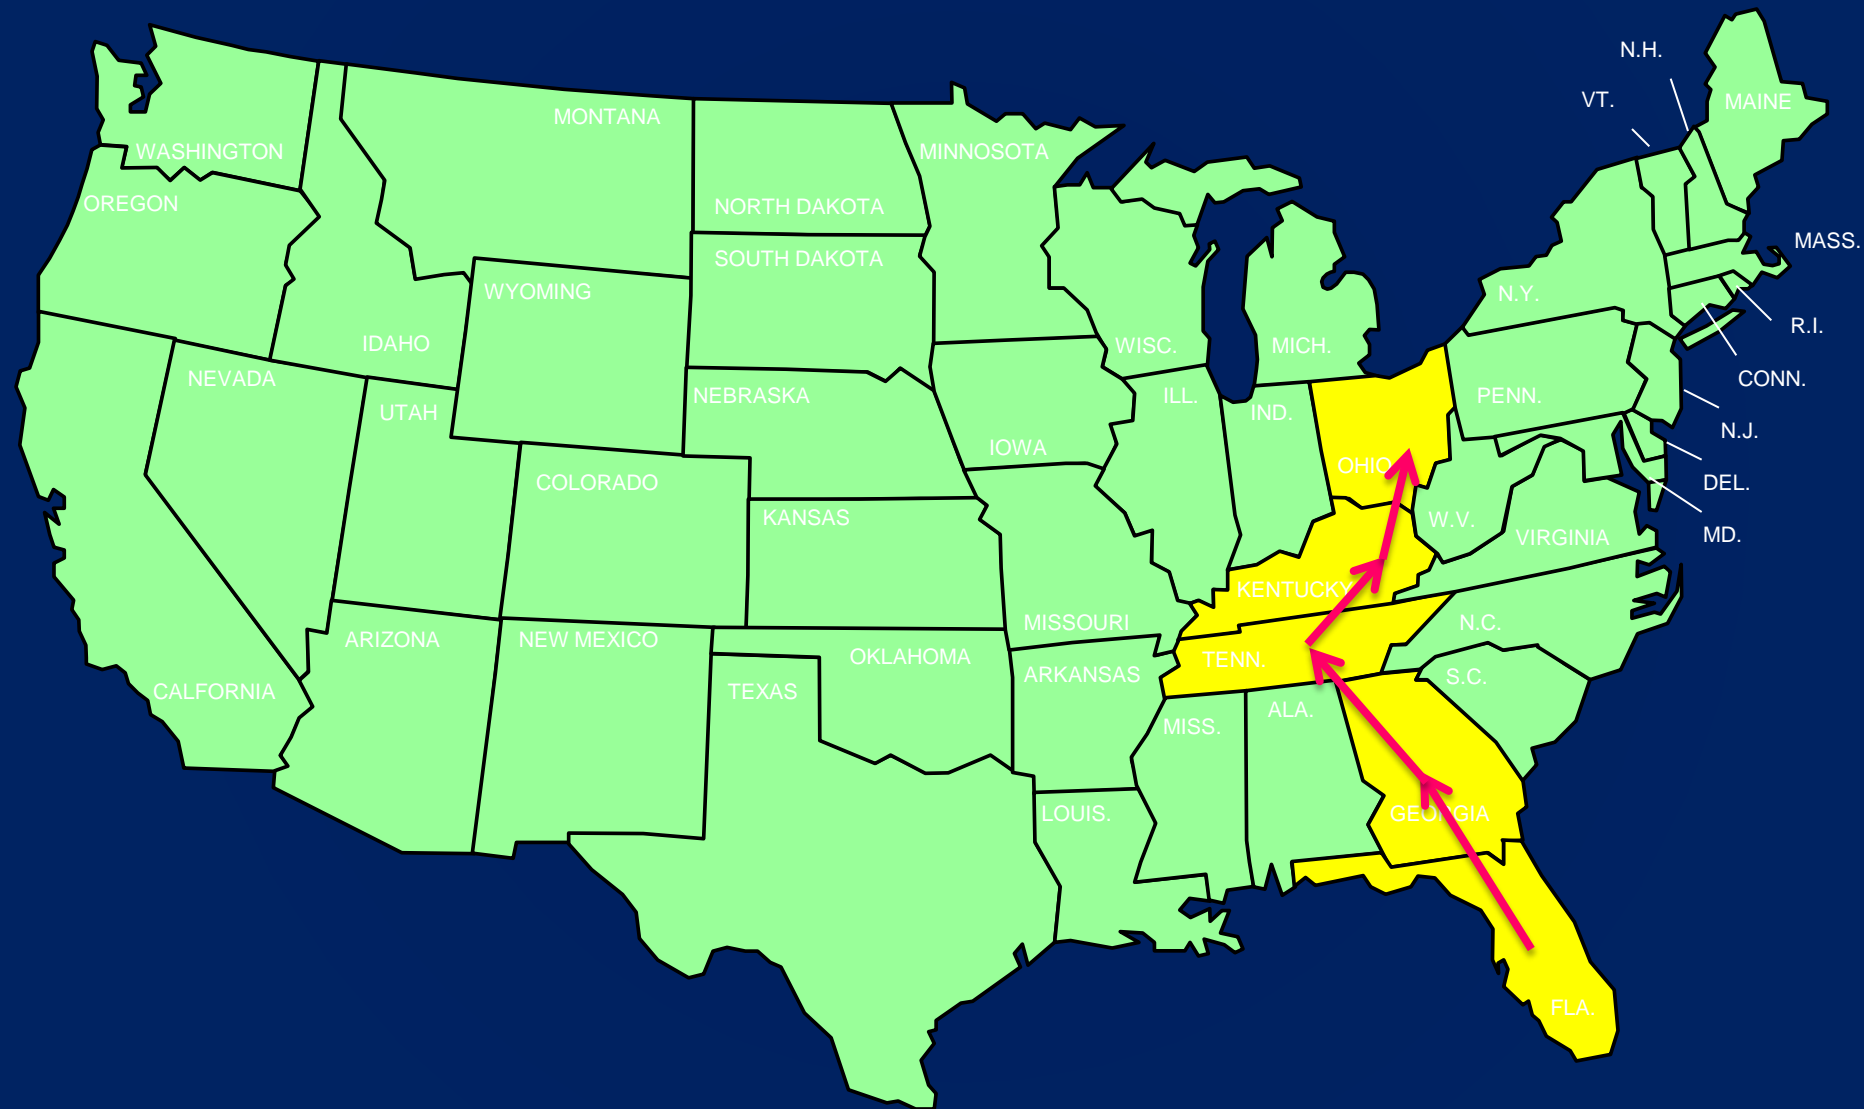 N.H.
VT.
MAINE
MONTANA
WASHINGTON
MINNOSOTA
OREGON
NORTH DAKOTA
MASS.
SOUTH DAKOTA
WYOMING
N.Y.
R.I.
IDAHO
WISC.
MICH.
NEVADA
CONN.
NEBRASKA
ILL.
PENN.
UTAH
IND.
N.J.
IOWA
OHIO
COLORADO
DEL.
KANSAS
W.V.
MD.
VIRGINIA
KENTUCKY
MISSOURI
N.C.
ARIZONA
NEW MEXICO
OKLAHOMA
TENN.
ARKANSAS
S.C.
CALFORNIA
TEXAS
ALA.
MISS.
LOUIS.
GEORGIA
FLA.